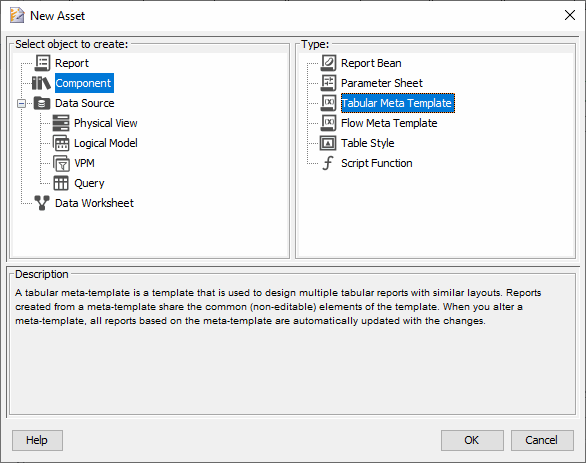 New Asset
Select object to create:
Report
Component
Data Source
Physical View
Logical Model
VPM
Query
Data Worksheet
Type:
Report Bean
Parameter Sheet
Tabular Meta Template
Flow Meta Template
Table Style
Script Function
Description
A tabular meta-template is a template that is used to design multiple tabular reports with similar layouts. Reports
created from a meta-template share the common (non-editable) elements of the template. When you alter a
meta-template, all reports based on the meta-template are automatically updated with the changes.
Help
OK
Cancel